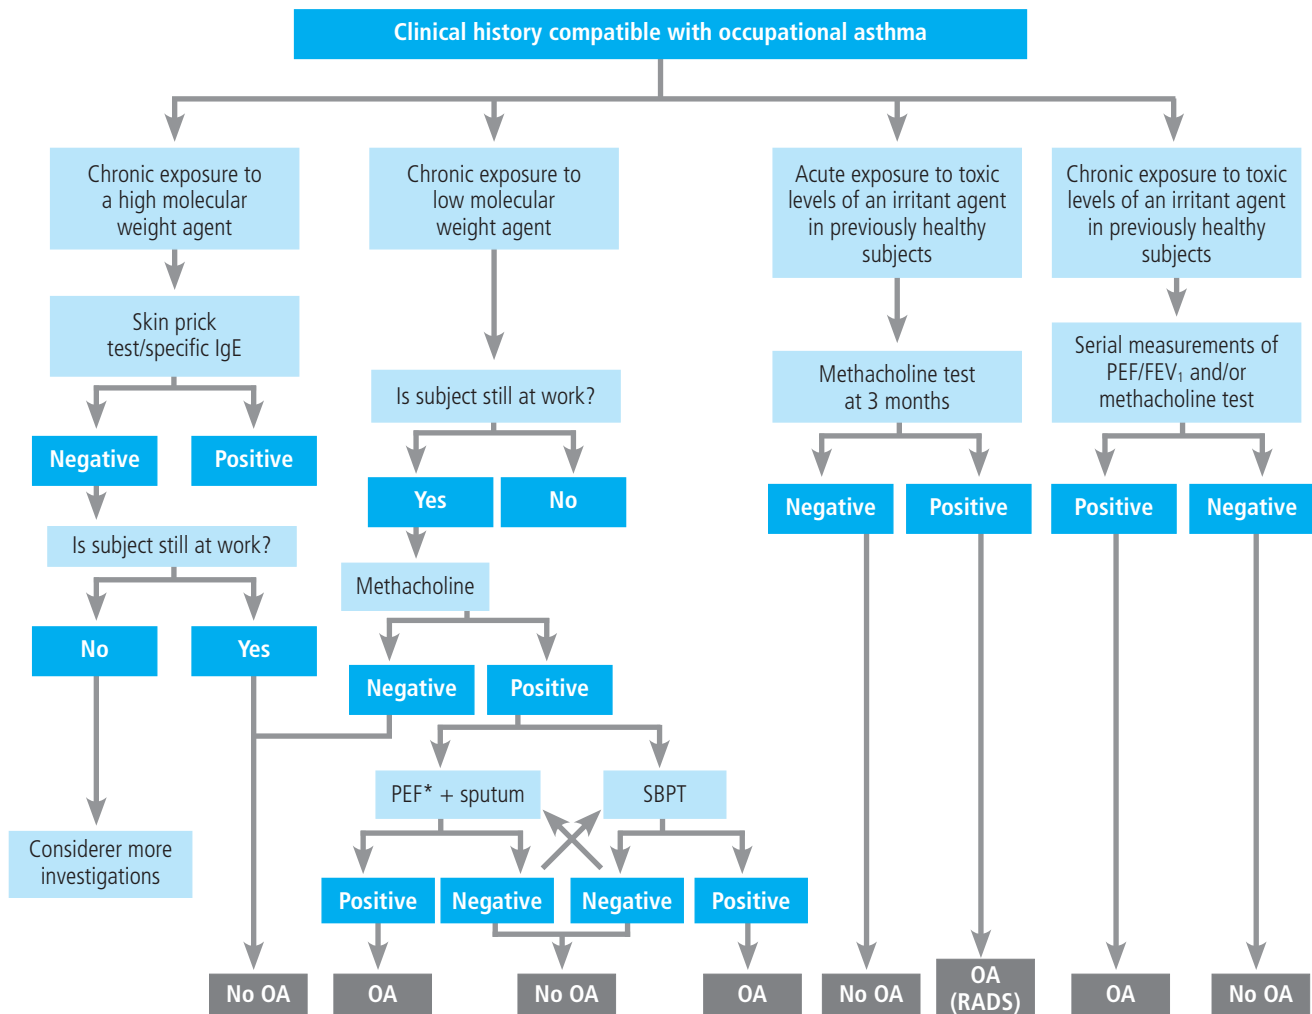 Clinical history compatible with occupational asthma
Chronic exposure to
a high molecular
weight agent
Chronic exposure to
low molecular
weight agent
Acute exposure to toxic
levels of an irritant agent
in previously healthy
subjects
Chronic exposure to toxic
levels of an irritant agent
in previously healthy
subjects
Skin prick
test/specific IgE
Is subject still at work?
Methacholine test
at 3 months
Serial measurements of
PEF/FEV₁ and/or
methacholine test
Negative
Positive
Yes
No
Negative
Positive
Positive
Negative
Is subject still at work?
Methacholine
No
Yes
Negative
Positive
PEF* + sputum
SBPT
Considerer more
investigations
Positive
Negative
Negative
Positive
No OA
OA
No OA
OA
No OA
OA
(RADS)
OA
No OA